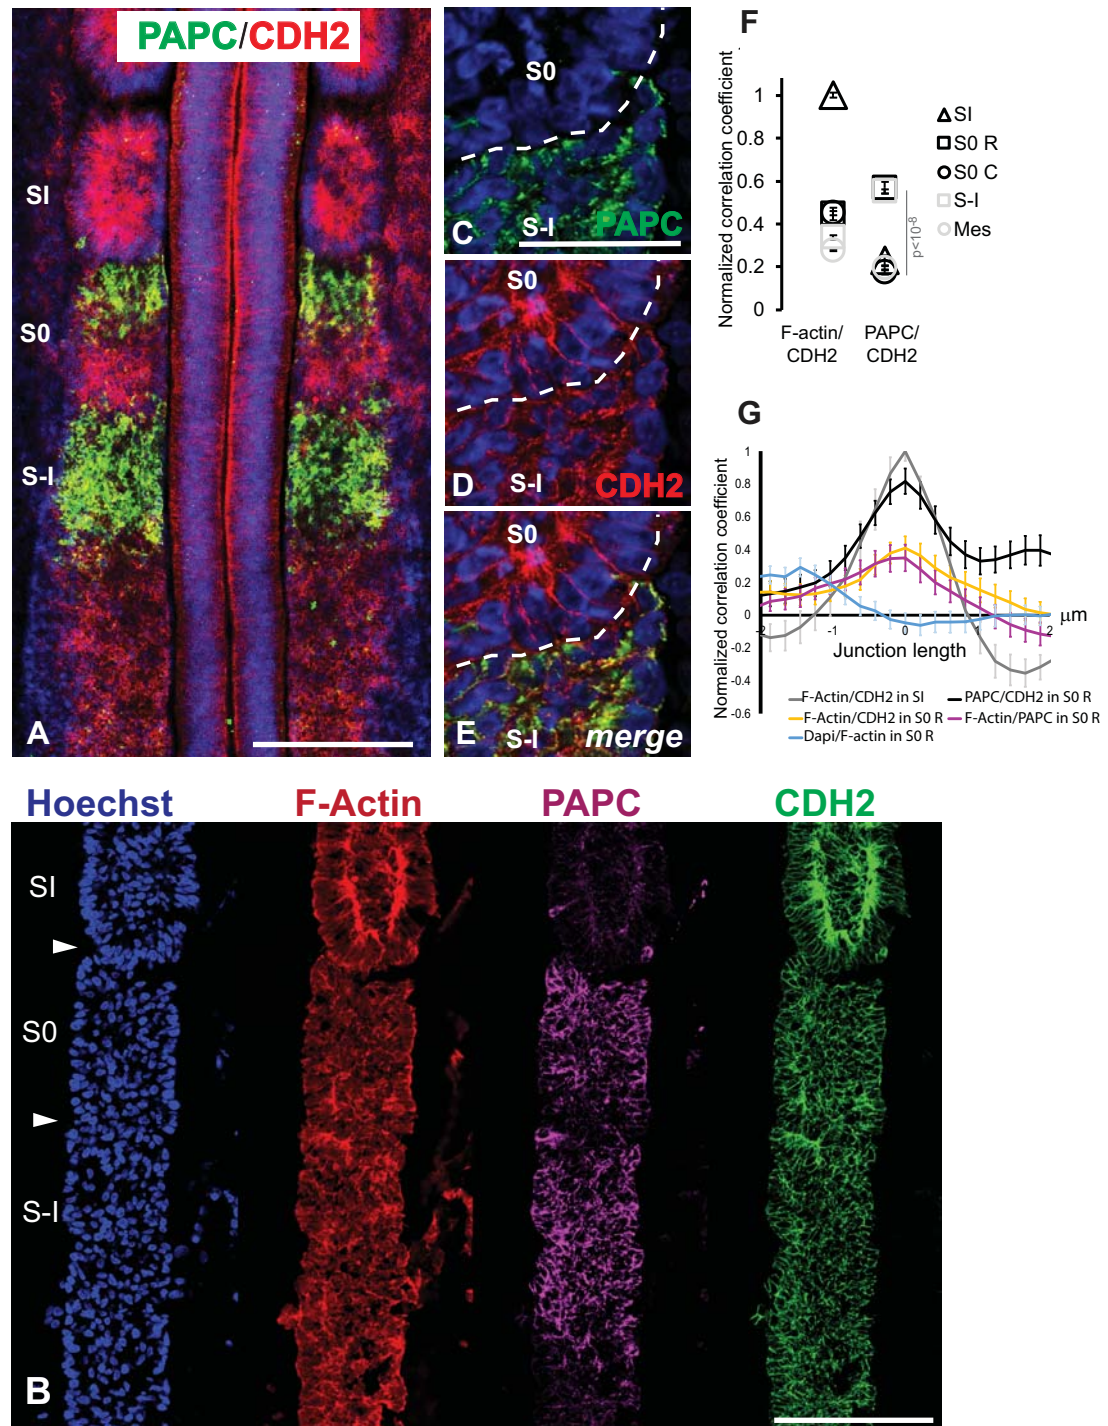 PAPC/CDH2
SI
S0
S-I
A
S0
S-I
C
PAPC
S0
S-I
D
CDH2
S0
S-I
E
merge
F
Normalized correlation coefficient
1
0.8
0.6
0.4
0.2
0
F-actin/
CDH2
PAPC/
CDH2
p<10-8
SI
S0 R
S0 C
S-I
Mes
G
Normalized correlation coefficient
1
0.8
0.6
0.4
0.2
0
-0.2
-0.4
-0.6
-2
-1
0
1
2
μm
Junction length
F-Actin/CDH2 in SI
PAPC/CDH2 in S0 R
F-Actin/CDH2 in S0 R
F-Actin/PAPC in S0 R
Dapi/F-actin in S0 R
Hoechst
F-Actin
PAPC
CDH2
SI
S0
S-I
B